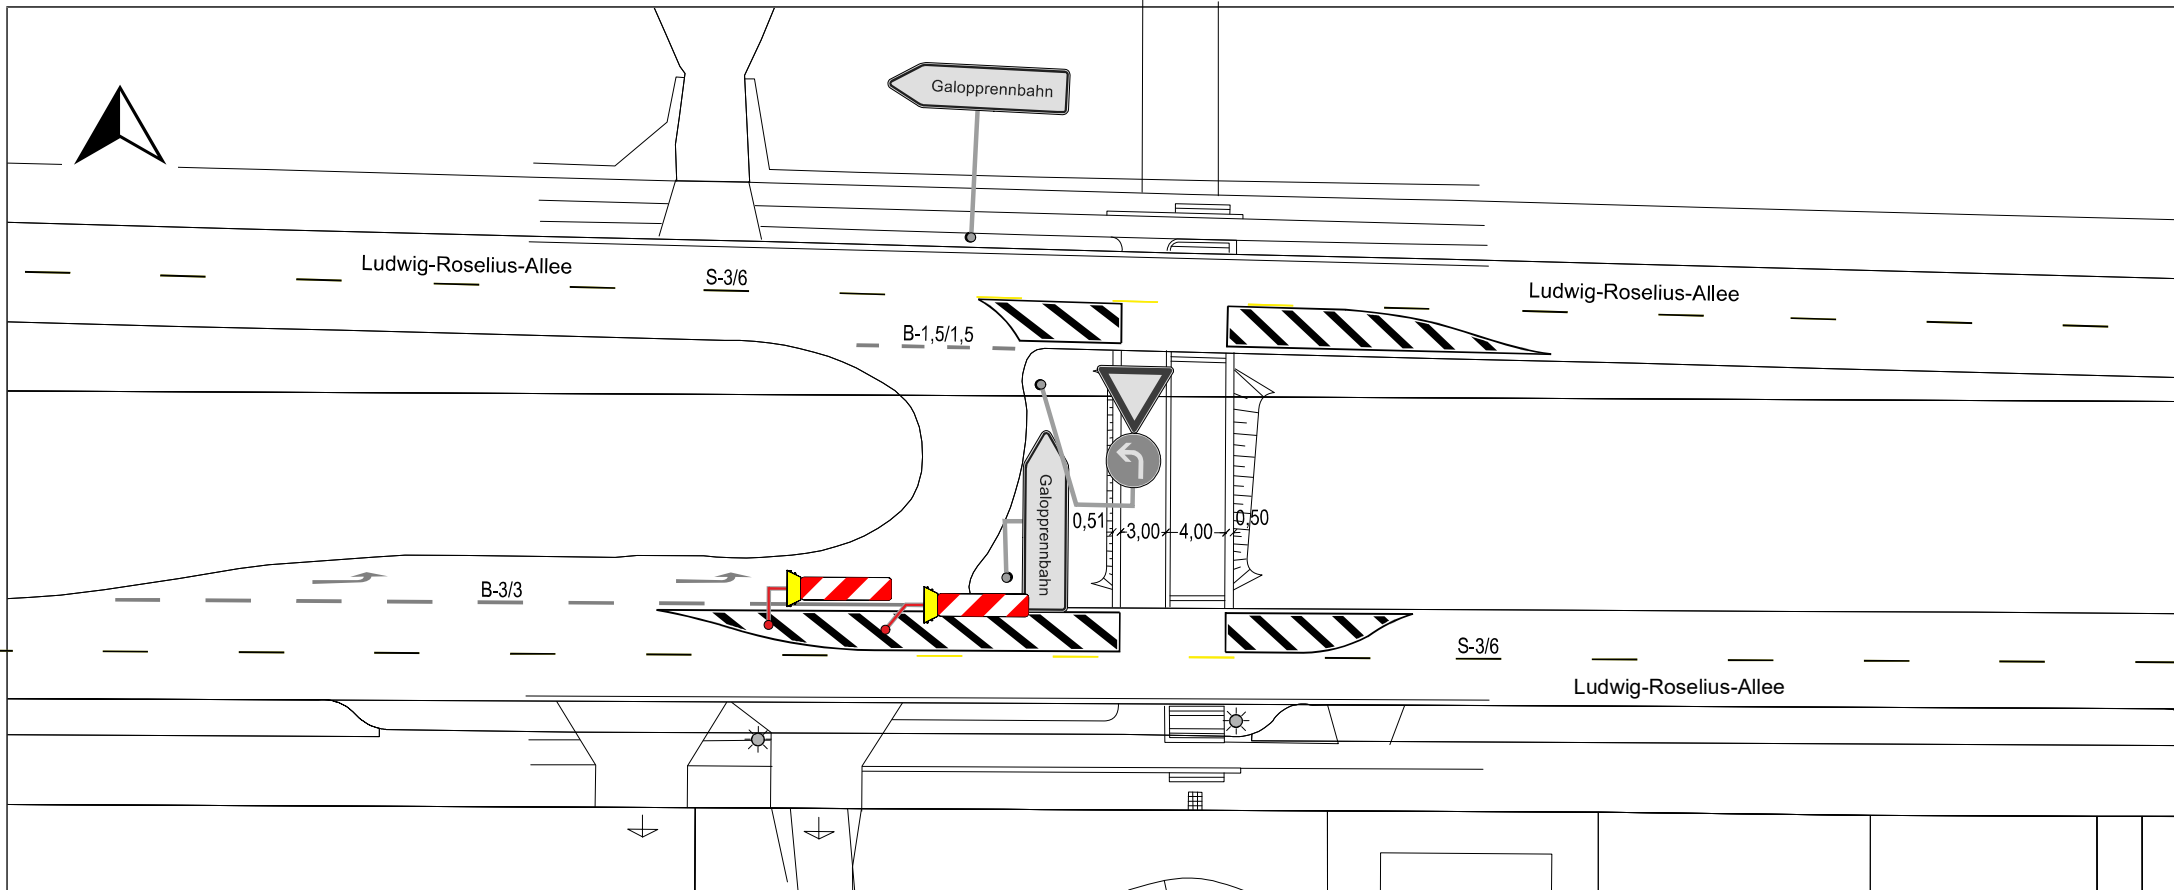 Galopprennbahn
Ludwig-Roselius-Allee
S-3/6
Ludwig-Roselius-Allee
B-1,5/1,5
Galopprennbahn
0,51
3,00
4,00
0,50
B-3/3
S-3/6
Ludwig-Roselius-Allee